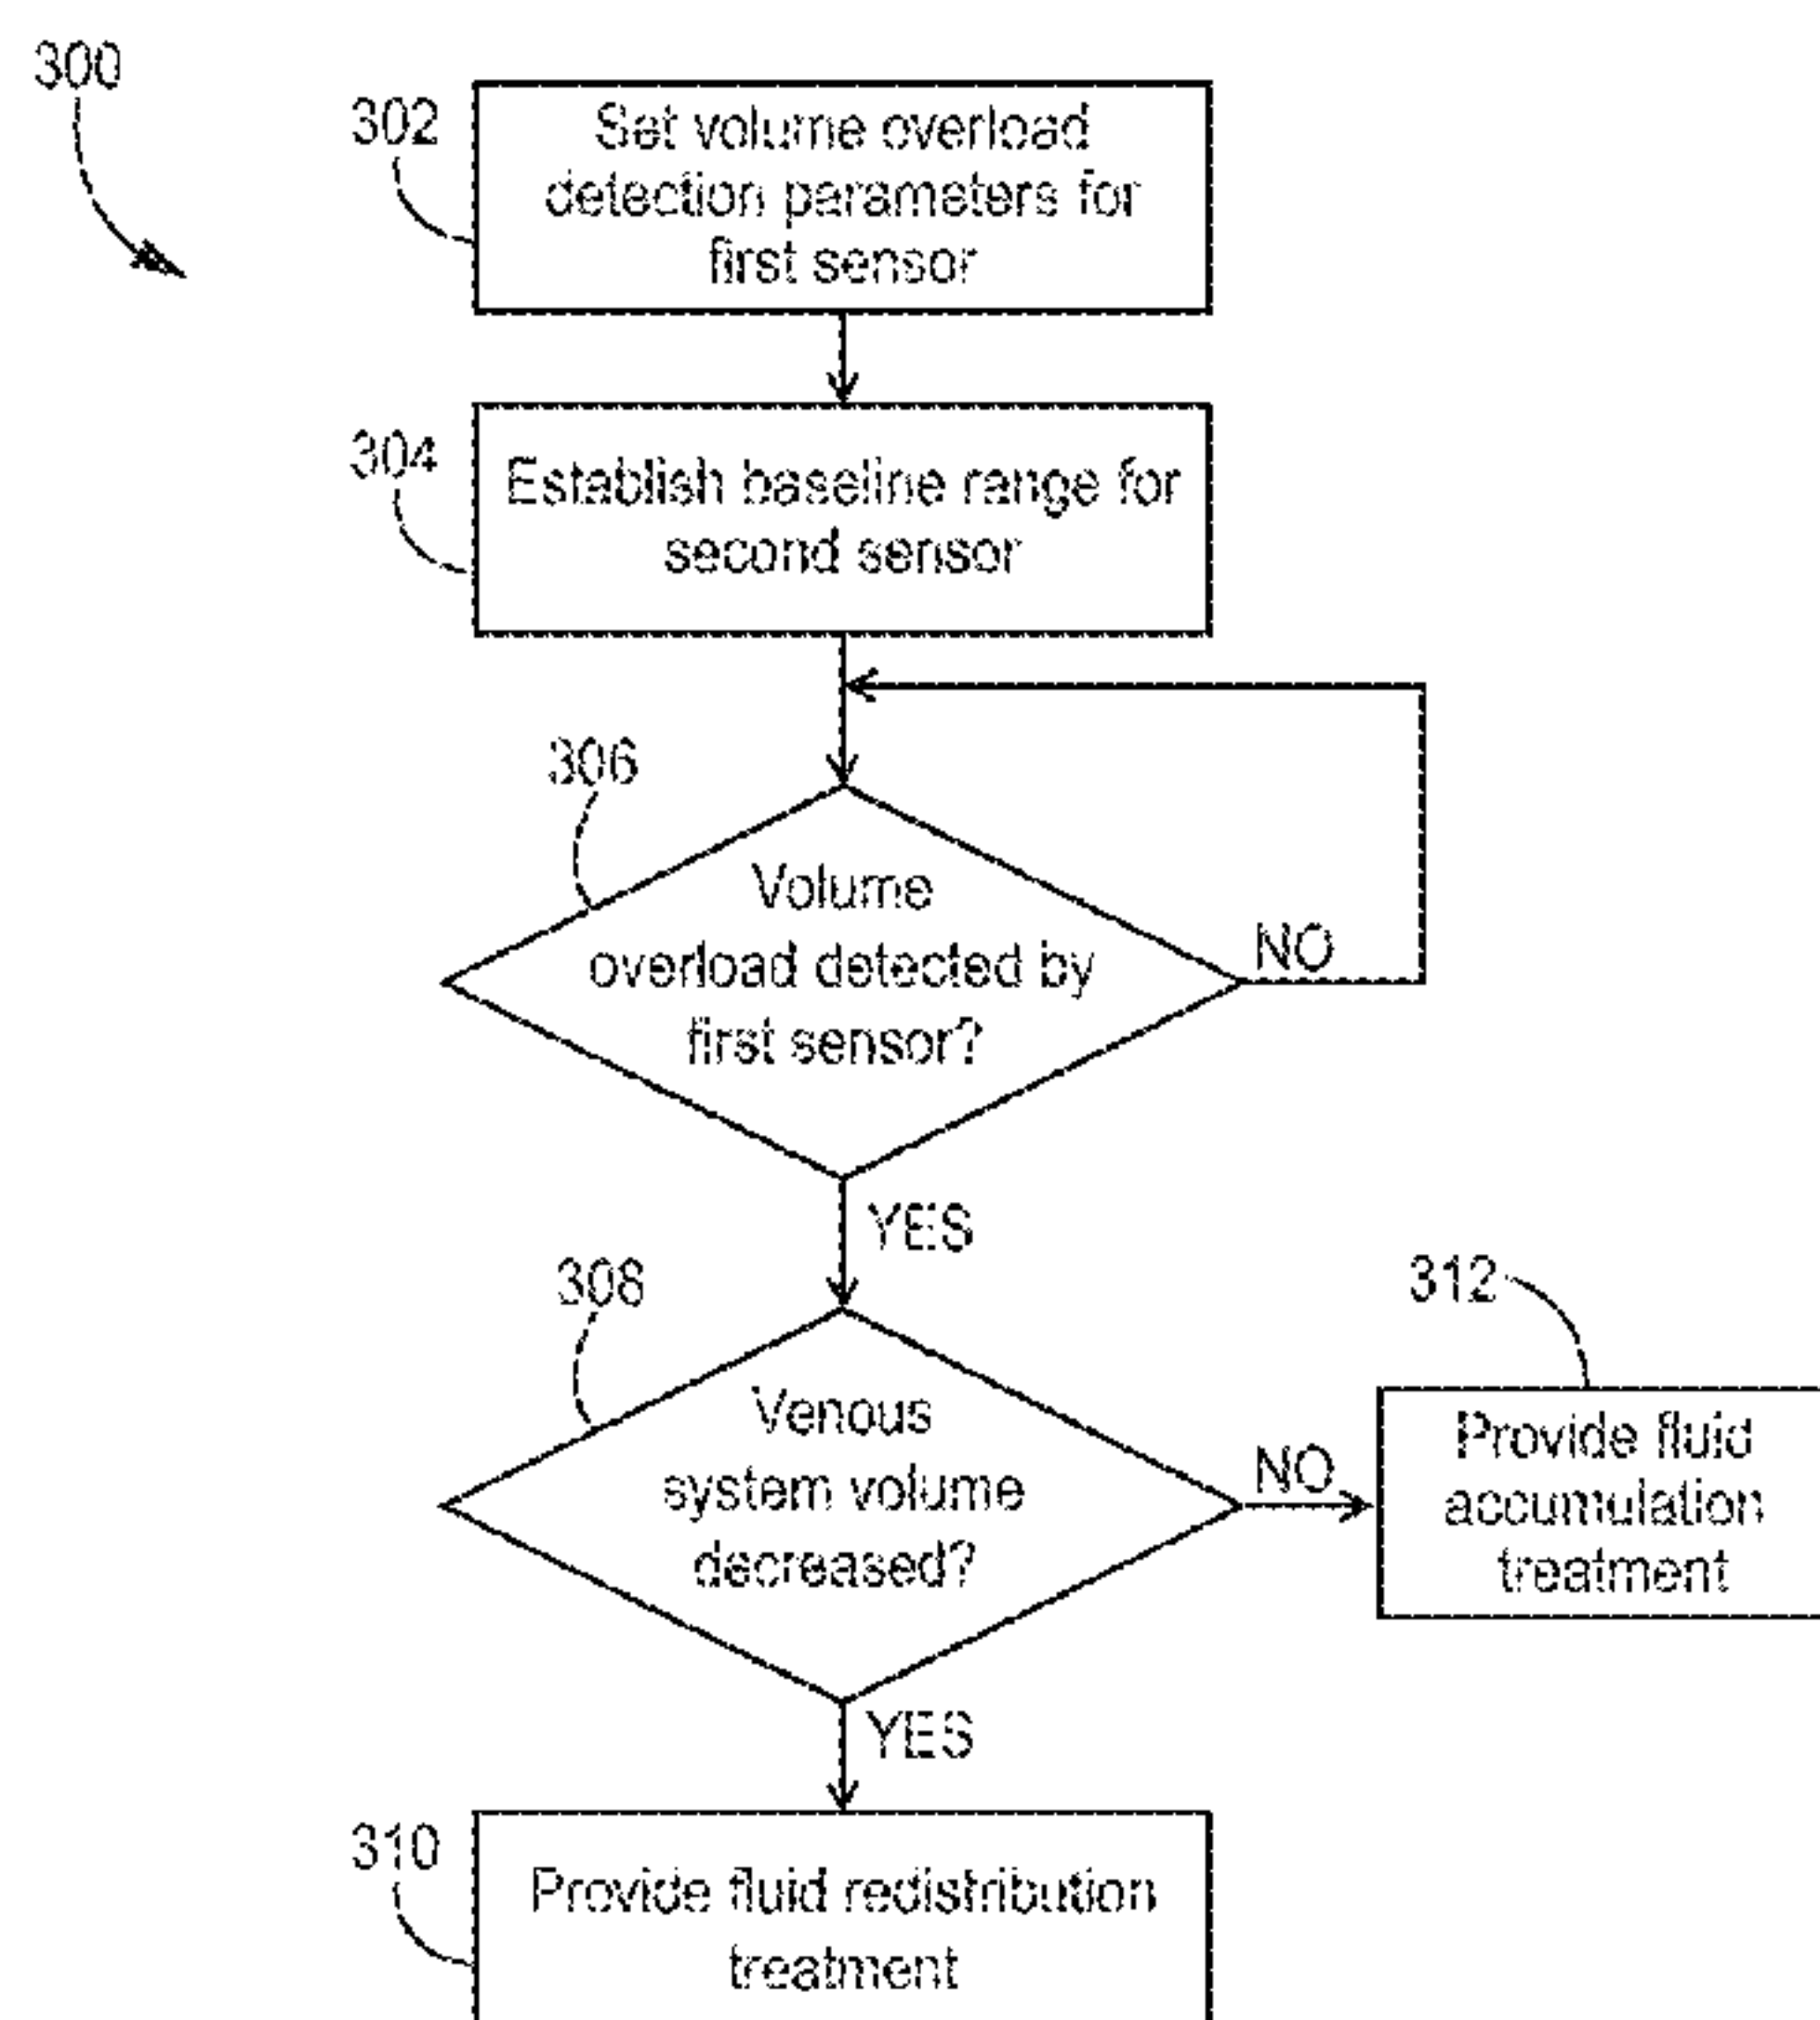 300
302
Set volume overload
detection parameters for
first sensor
304
Establish baseline range for
second sensor
306
Volume
overload detected by
first sensor?
NO
YES
308
Venous
system volume
decreased?
NO
312
Provide fluid
accumulation
treatment
YES
310
Provide fluid redistribution
treatment